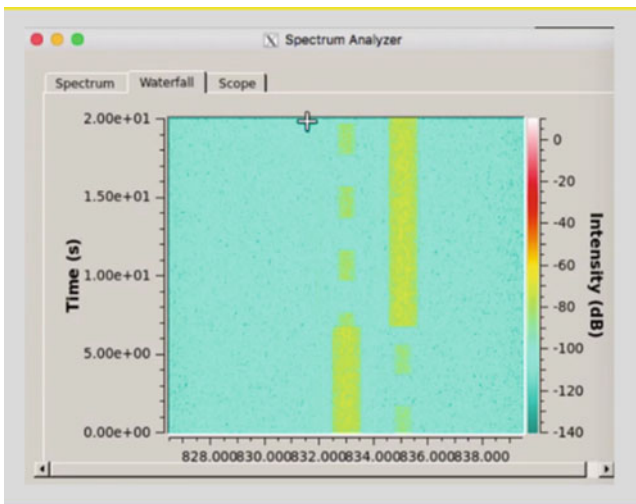 X Spectrum Analyzer
Spectrum Waterfall Scope
2.00e+01
1.50e+01
1.00e+01
5.00e+00
0.00e+00
Time (s)
828.000830.000832.000834.000836.000838.000
0
-20
-40
-60
-80
-100
-120
-140
Intensity (dB)